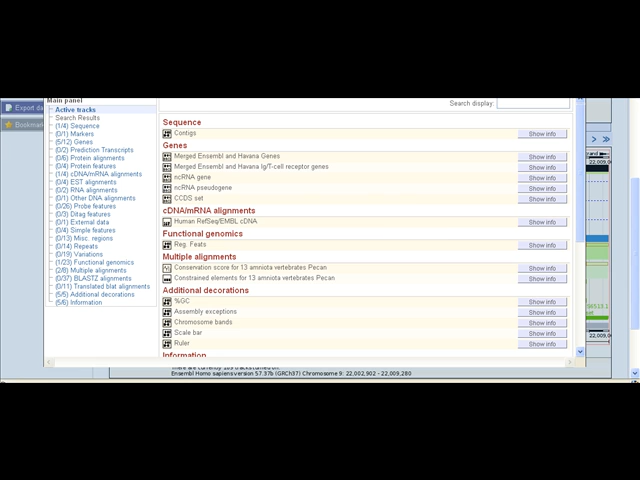 Main panel
Export da
Bookmar
Search display:
Active tracks
Search Results
(1/4) Sequence
(0/1) Markers
(5/12) Genes
(0/2) Prediction Transcripts
(0/6) Protein alignments
(0/4) Protein features
(1/4) cDNA/mRNA alignments
(0/4) EST alignments
(0/2) RNA alignments
(0/1) Other DNA alignments
(0/26) Probe features
(0/3) Ditag features
(0/1) External data
(0/4) Simple features
(0/13) Misc. regions
(0/14) Repeats
(0/19) Variations
(1/23) Functional genomics
(2/8) Multiple alignments
(0/37) BLASTZ alignments
(0/11) Translated blat alignments
(5/5) Additional decorations
(5/6) Information
Sequence
Contigs Show info
Genes
Merged Ensembl and Havana Genes Show info
Merged Ensembl and Havana Ig/T-cell receptor genes Show info
ncRNA gene Show info
ncRNA pseudogene Show info
CCDS set Show info
cDNA/mRNA alignments
Human RefSeq/EMBL cDNA Show info
Functional genomics
Reg. Feats Show info
Multiple alignments
Conservation score for 13 amniota vertebrates Pecan Show info
Constrained elements for 13 amniota vertebrates Pecan Show info
Additional decorations
%GC Show info
Assembly exceptions Show info
Chromosome bands Show info
Scale bar Show info
Ruler Show info
Information
Ensembl Homo sapiens version 57.37b (GRCh37) Chromosome 9: 22,002,902 - 22,009,280